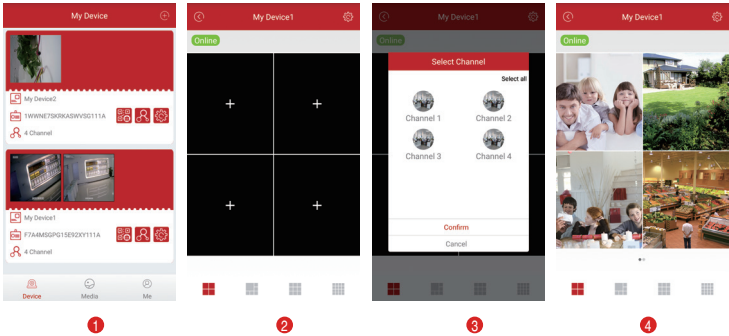 My Device
My Device2
1WWNE7SKRKASWVSG111A
4 Channel
My Device1
F7A4MSGPG15E92XY111A
4 Channel
Device
Media
Me
1
My Device1
Online
2
My Device1
Online
Select Channel
Select all
Channel 1
Channel 2
Channel 3
Channel 4
Confirm
Cancel
3
My Device1
Online
4